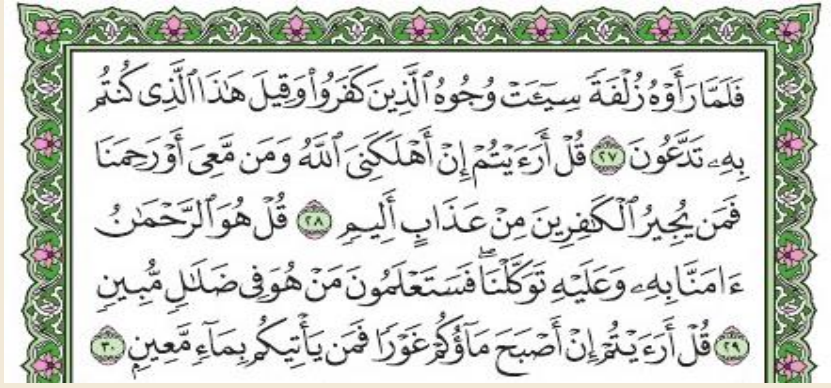 فَلَمَّا رَأَوْهُ زُلْفَةً سِيٓـَٔتْ وُجُوهُ ٱلَّذِينَ كَفَرُوا۟ وَقِيلَ هَٰذَا ٱلَّذِى كُنتُم
بِهِۦ تَدَّعُونَ ٢٧ قُلْ أَرَءَيْتُمْ إِنْ أَهْلَكَنِىَ ٱللَّهُ وَمَن مَّعِىَ أَوْ رَحِمَنَا
فَمَن يُجِيرُ ٱلْكَٰفِرِينَ مِنْ عَذَابٍ أَلِيمٍ ٢٨ قُلْ هُوَ ٱلرَّحْمَٰنُ
ءَامَنَّا بِهِۦ وَعَلَيْهِ تَوَكَّلْنَا ۖ فَسَتَعْلَمُونَ مَنْ هُوَ فِى ضَلَٰلٍ مُّبِينٍ
٢٩ قُلْ أَرَءَيْتُمْ إِنْ أَصْبَحَ مَآؤُكُمْ غَوْرًا فَمَن يَأْتِيكُم بِمَآءٍ مَّعِينٍۭ ٣٠